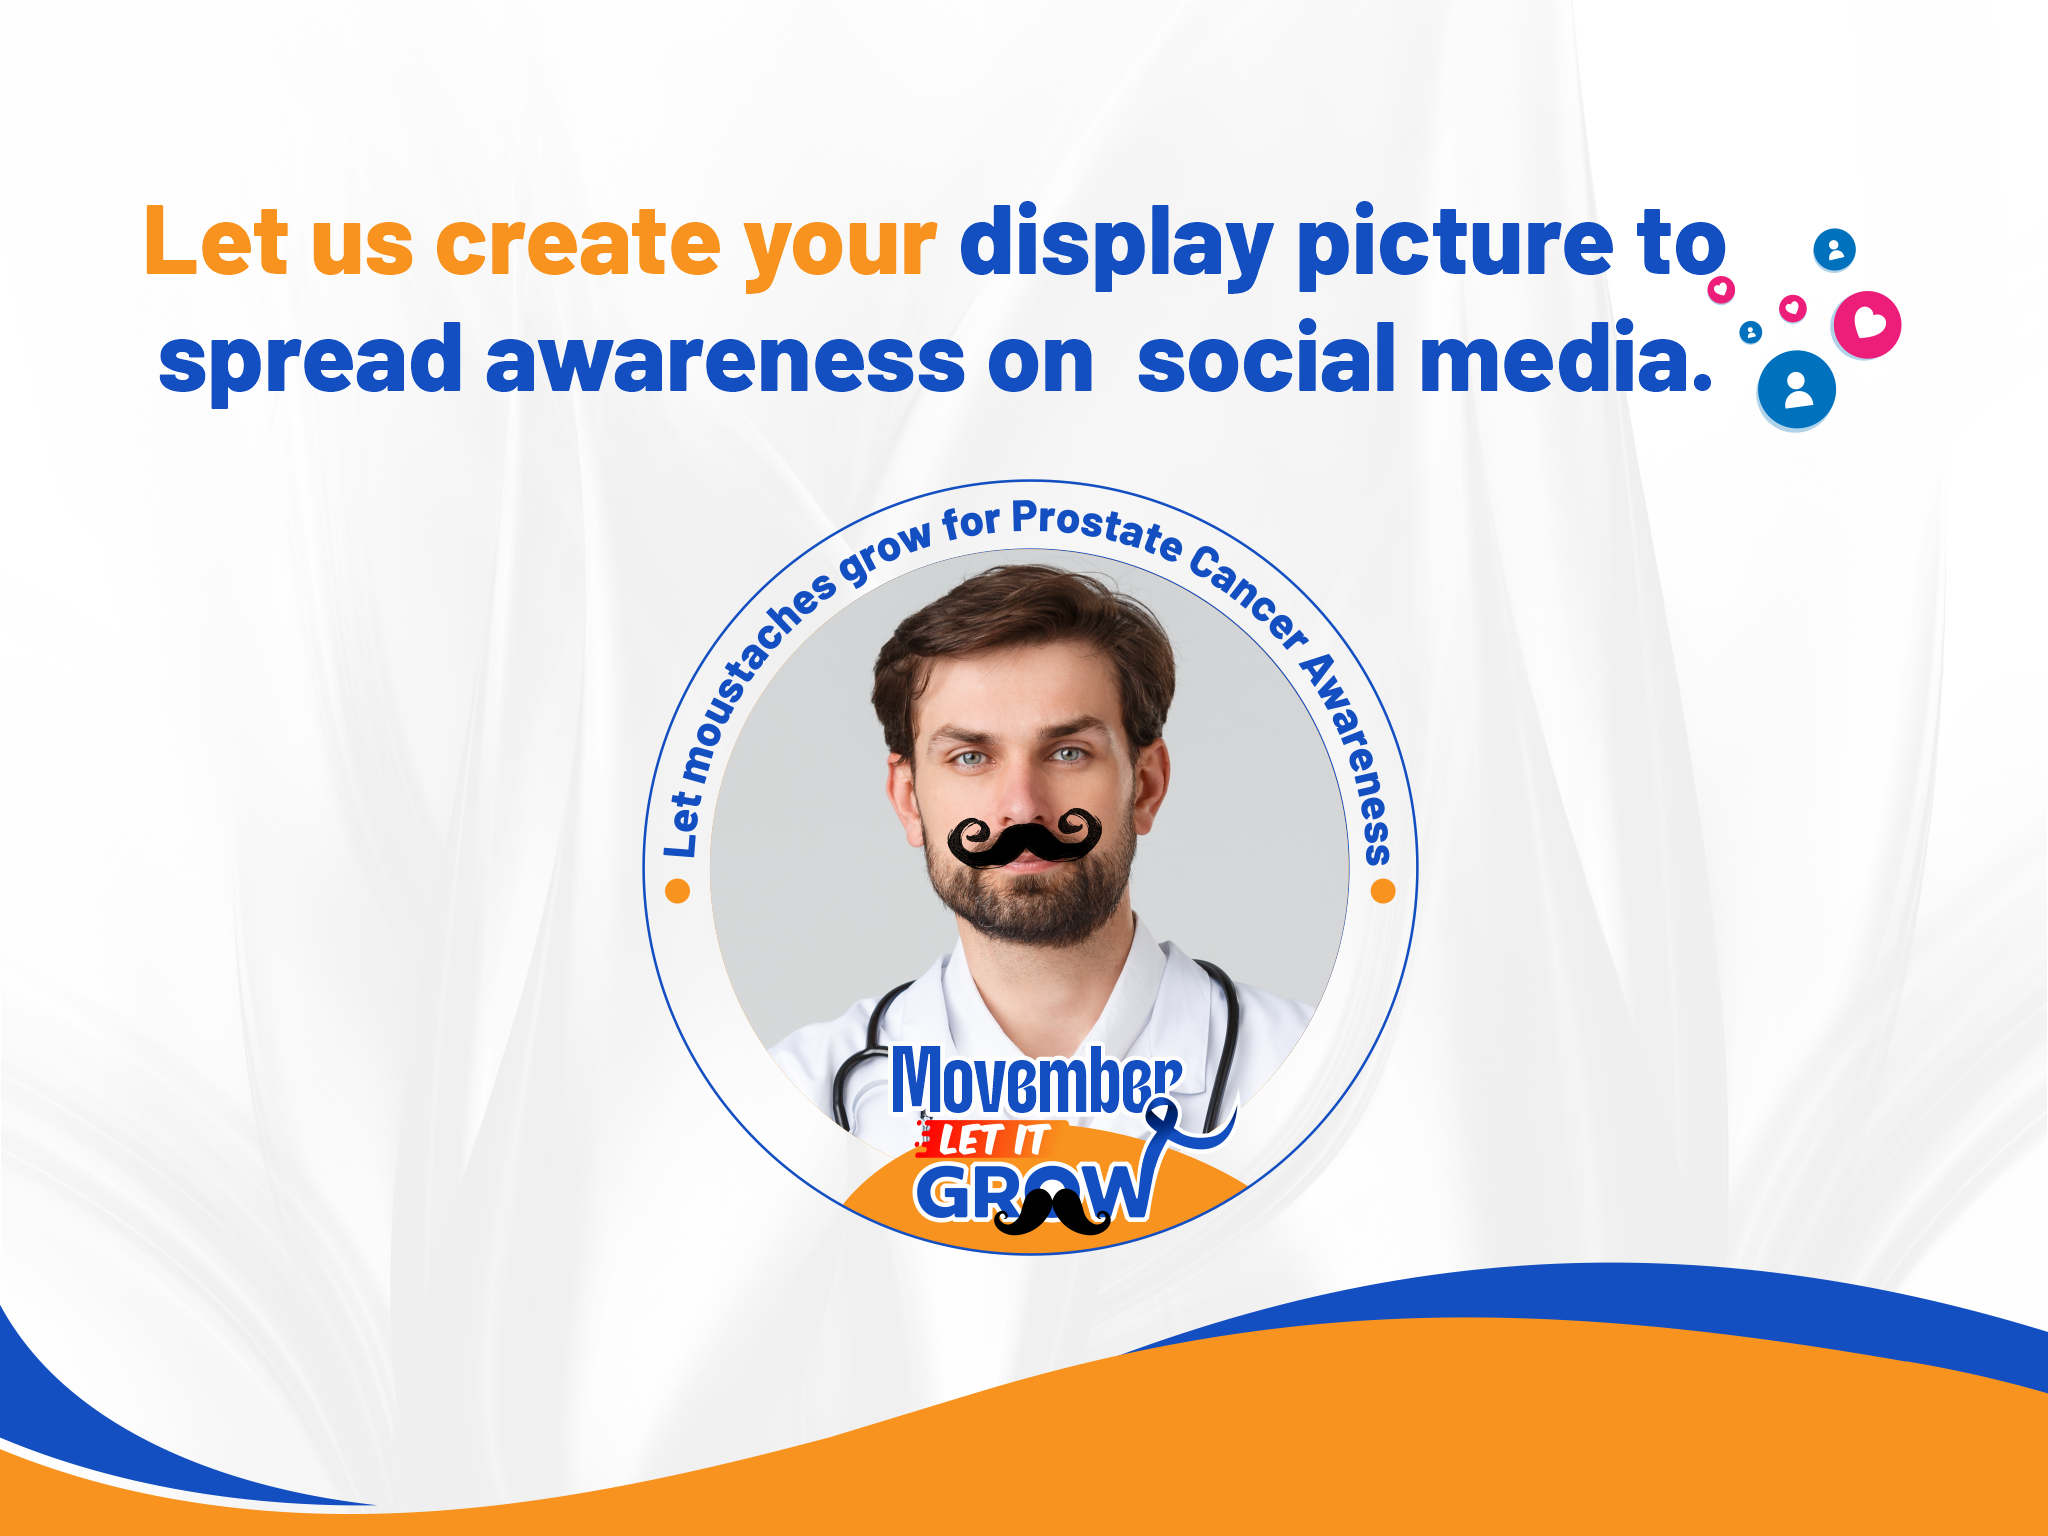 Let us create your display picture to
spread awareness on social media.
Let moustaches grow for Prostate Cancer Awareness
Movember
LET IT
GROW